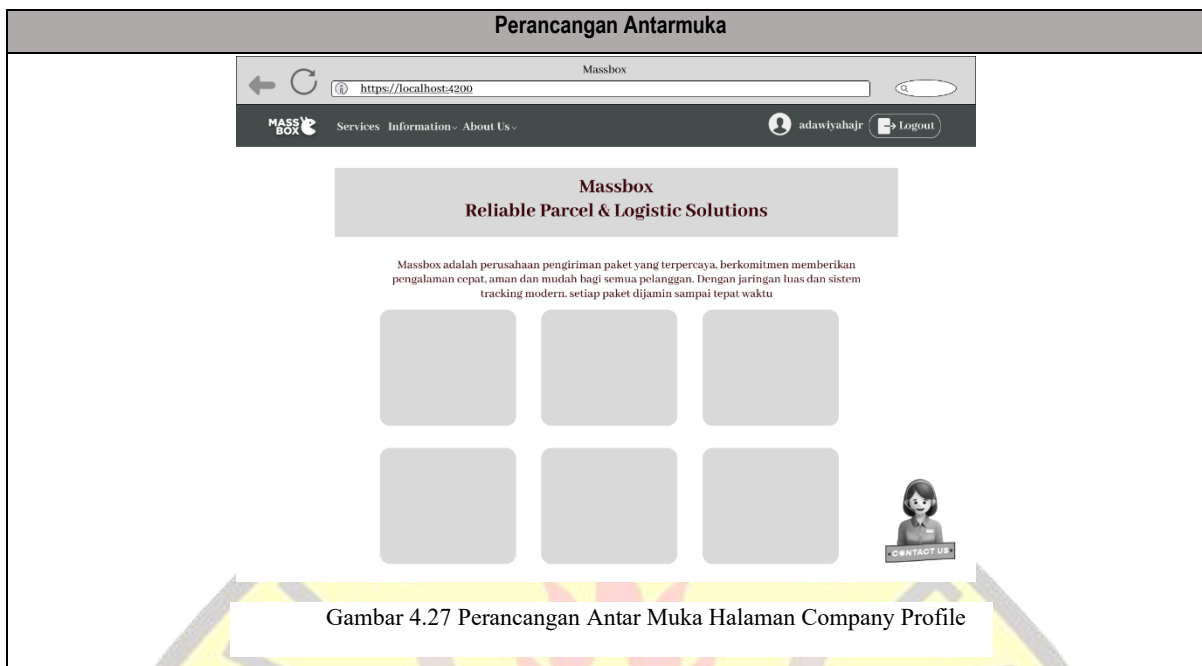 Perancangan Antarmuka
Massbox
https://localhost:4200
MASS BOX
Services Information About Us
adawiyahajr
Logout
Massbox
Reliable Parcel & Logistic Solutions
Massbox adalah perusahaan pengiriman paket yang terpercaya, berkomitmen memberikan
pengalaman cepat, aman dan mudah bagi semua pelanggan. Dengan jaringan luas dan sistem
tracking modern, setiap paket dijamin sampai tepat waktu
CONTACT US
Gambar 4.27 Perancangan Antar Muka Halaman Company Profile